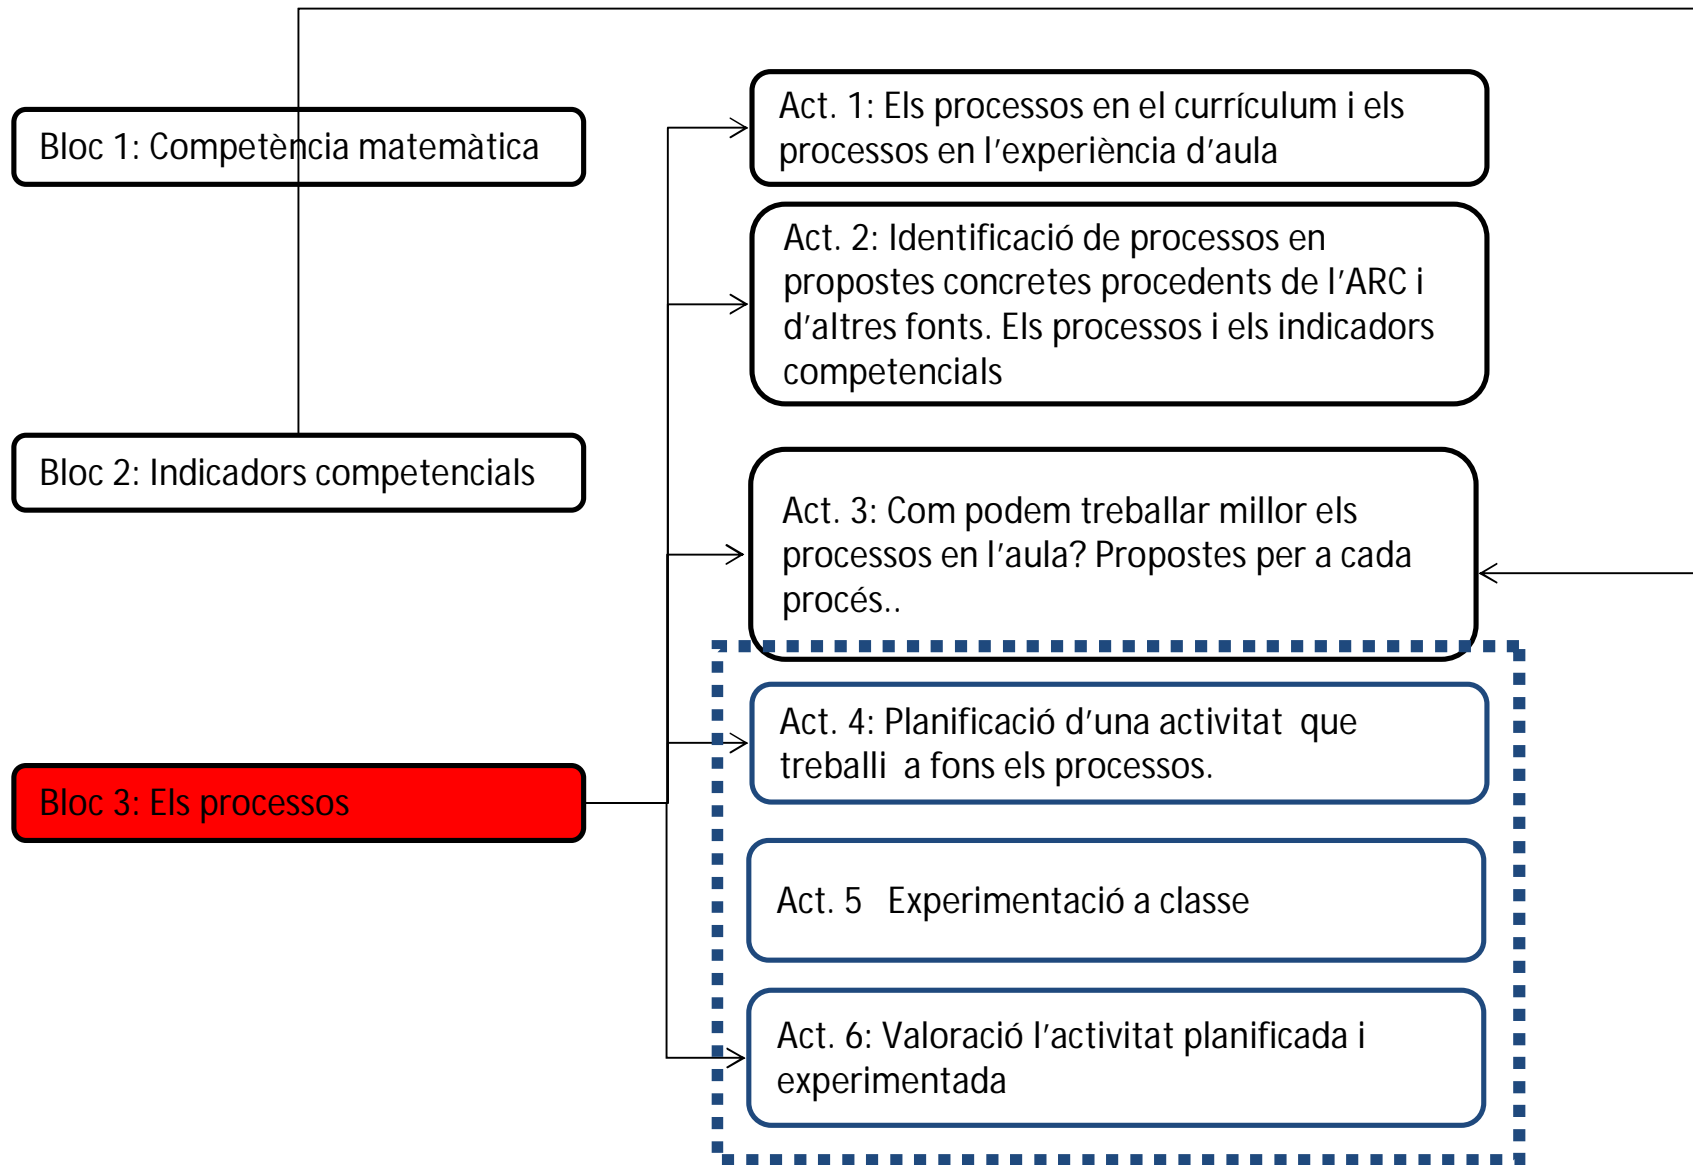 Bloc 1: Competència matemàtica
Bloc 2: Indicadors competencials
Bloc 3: Els processos
Act. 1: Els processos en el currículum i els
processos en l’experiència d’aula
Act. 2: Identificació de processos en
propostes concretes procedents de l’ARC i
d’altres fonts. Els processos i els indicadors
competencials
Act. 3: Com podem treballar millor els
processos en l’aula? Propostes per a cada
procés..
Act. 4: Planificació d’una activitat  que
treballi  a fons els processos.
Act. 5   Experimentació a classe
Act. 6: Valoració l’activitat planificada i
experimentada